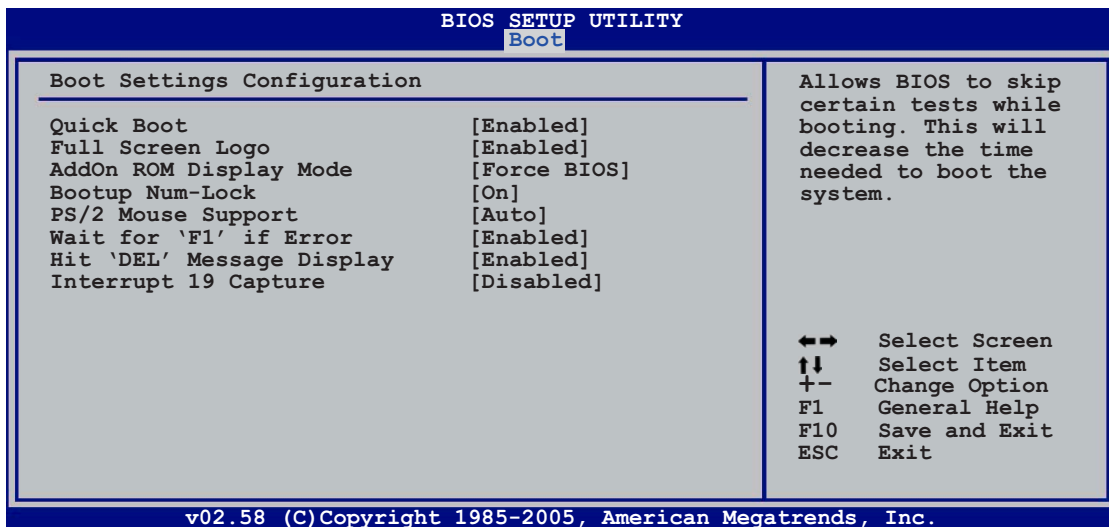 BIOS SETUP UTILITY
Boot
Boot Settings Configuration
Quick Boot [Enabled]
Full Screen Logo [Enabled]
AddOn ROM Display Mode [Force BIOS]
Bootup Num-Lock [On]
PS/2 Mouse Support [Auto]
Wait for ‘F1’ if Error [Enabled]
Hit ‘DEL’ Message Display [Enabled]
Interrupt 19 Capture [Disabled]
Allows BIOS to skip
certain tests while
booting. This will
decrease the time
needed to boot the
system.
←→ Select Screen
↑↓ Select Item
+- Change Option
F1 General Help
F10 Save and Exit
ESC Exit
v02.58 (C)Copyright 1985-2005, American Megatrends, Inc.